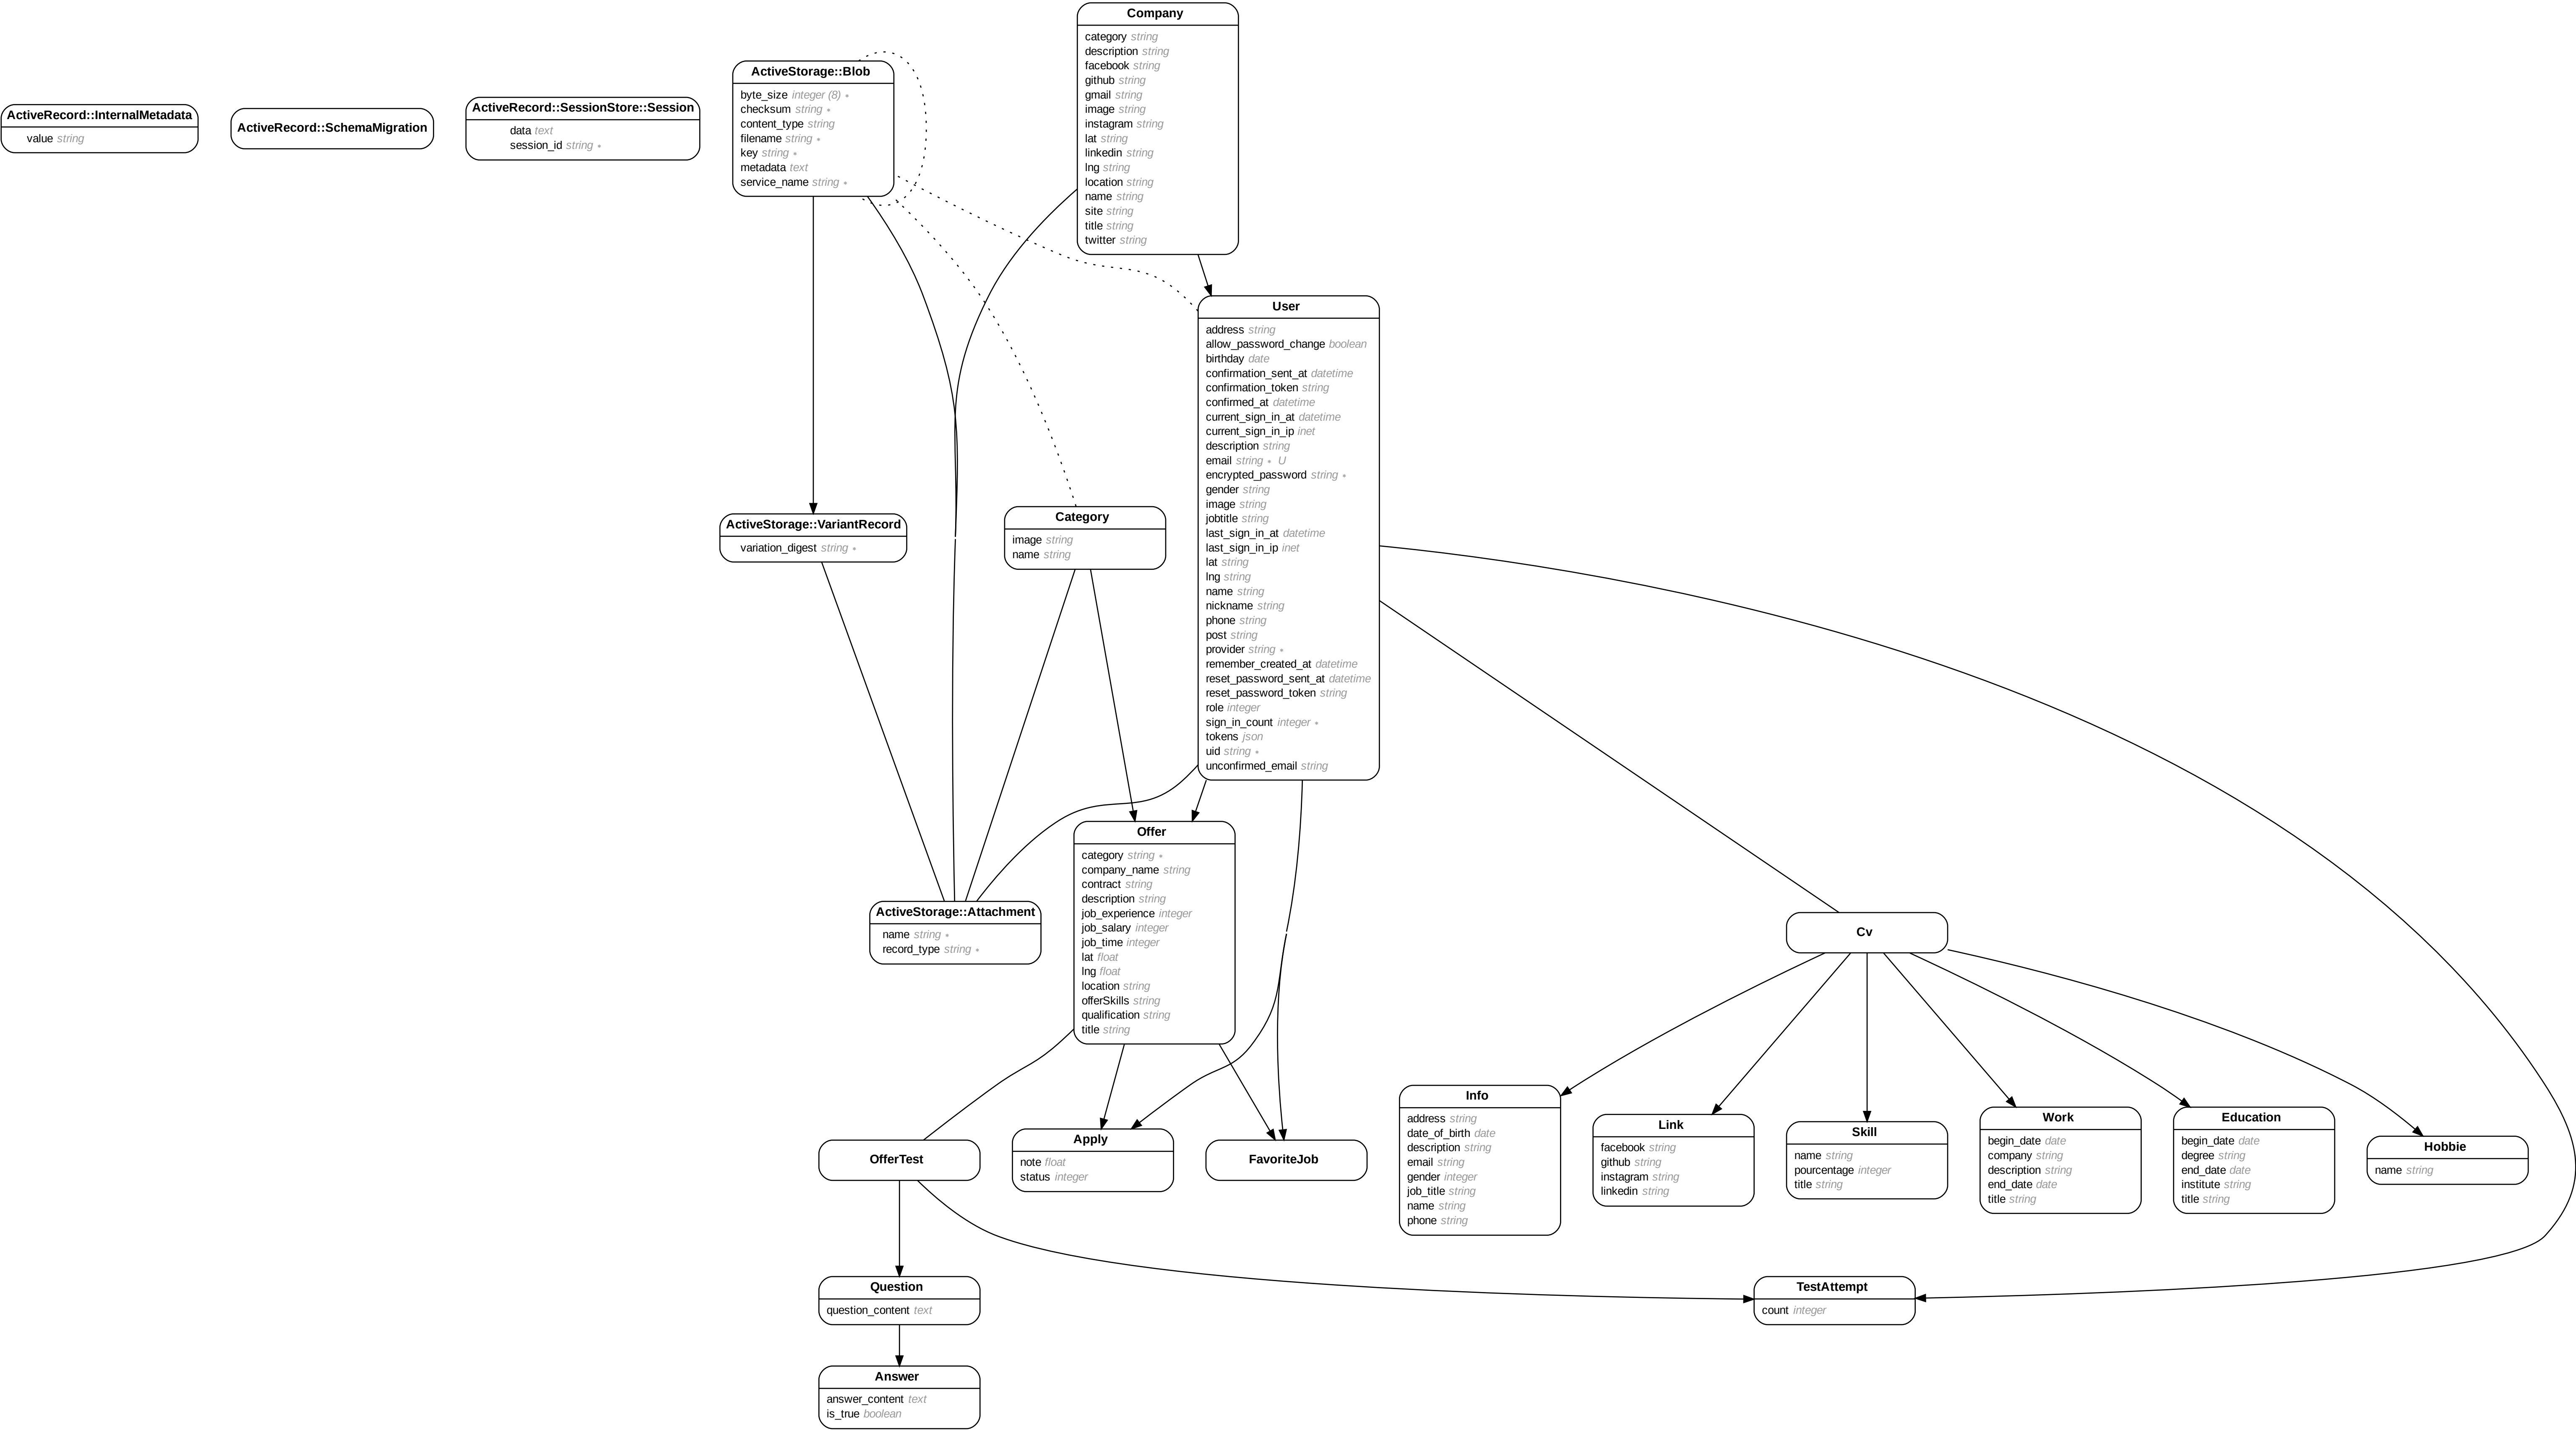 Company
category string
description string
facebook string
github string
gmail string
image string
instagram string
lat string
linkedin string
lng string
location string
name string
site string
title string
twitter string
ActiveStorage::Blob
byte_size integer (8) ∗
checksum string ∗
content_type string
filename string ∗
key string ∗
metadata text
service_name string ∗
ActiveRecord::InternalMetadata
value string
ActiveRecord::SchemaMigration
ActiveRecord::SessionStore::Session
data text
session_id string ∗
User
address string
allow_password_change boolean
birthday date
confirmation_sent_at datetime
confirmation_token string
confirmed_at datetime
current_sign_in_at datetime
current_sign_in_ip inet
description string
email string ∗ U
encrypted_password string ∗
gender string
image string
jobtitle string
last_sign_in_at datetime
last_sign_in_ip inet
lat string
lng string
name string
nickname string
phone string
post string
provider string ∗
remember_created_at datetime
reset_password_sent_at datetime
reset_password_token string
role integer
sign_in_count integer ∗
tokens json
uid string ∗
unconfirmed_email string
ActiveStorage::VariantRecord
variation_digest string ∗
Category
image string
name string
Offer
category string ∗
company_name string
contract string
description string
job_experience integer
job_salary integer
job_time integer
lat float
lng float
location string
offerSkills string
qualification string
title string
ActiveStorage::Attachment
name string ∗
record_type string ∗
Cv
OfferTest
Apply
note float
status integer
FavoriteJob
Info
address string
date_of_birth date
description string
email string
gender integer
job_title string
name string
phone string
Link
facebook string
github string
instagram string
linkedin string
Skill
name string
pourcentage integer
title string
Work
begin_date date
company string
description string
end_date date
title string
Education
begin_date date
degree string
end_date date
institute string
title string
Hobbie
name string
Question
question_content text
TestAttempt
count integer
Answer
answer_content text
is_true boolean